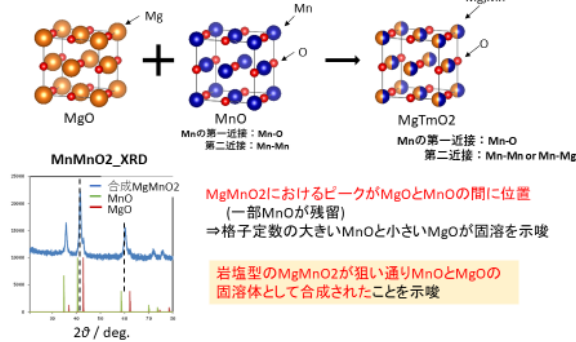 Mg
O
MgO
Mn
O
MnO
Mnの第一近接：Mn-O
第二近接：Mn-Mn
O
MgTmO2
Mnの第一近接：Mn-O
第二近接：Mn-Mn or Mn-Mg
MnMnO2_XRD
25000
20000
15000
10000
5000
0
合成MgMnO2
MnO
MgO
2θ / deg.
MgMnO2におけるピークがMgOとMnOの間に位置
(一部MnOが残留)
⇒格子定数の大きいMnOと小さいMgOが固溶を示唆
岩塩型のMgMnO2が狙い通りMnOとMgOの
固溶体として合成されたことを示唆